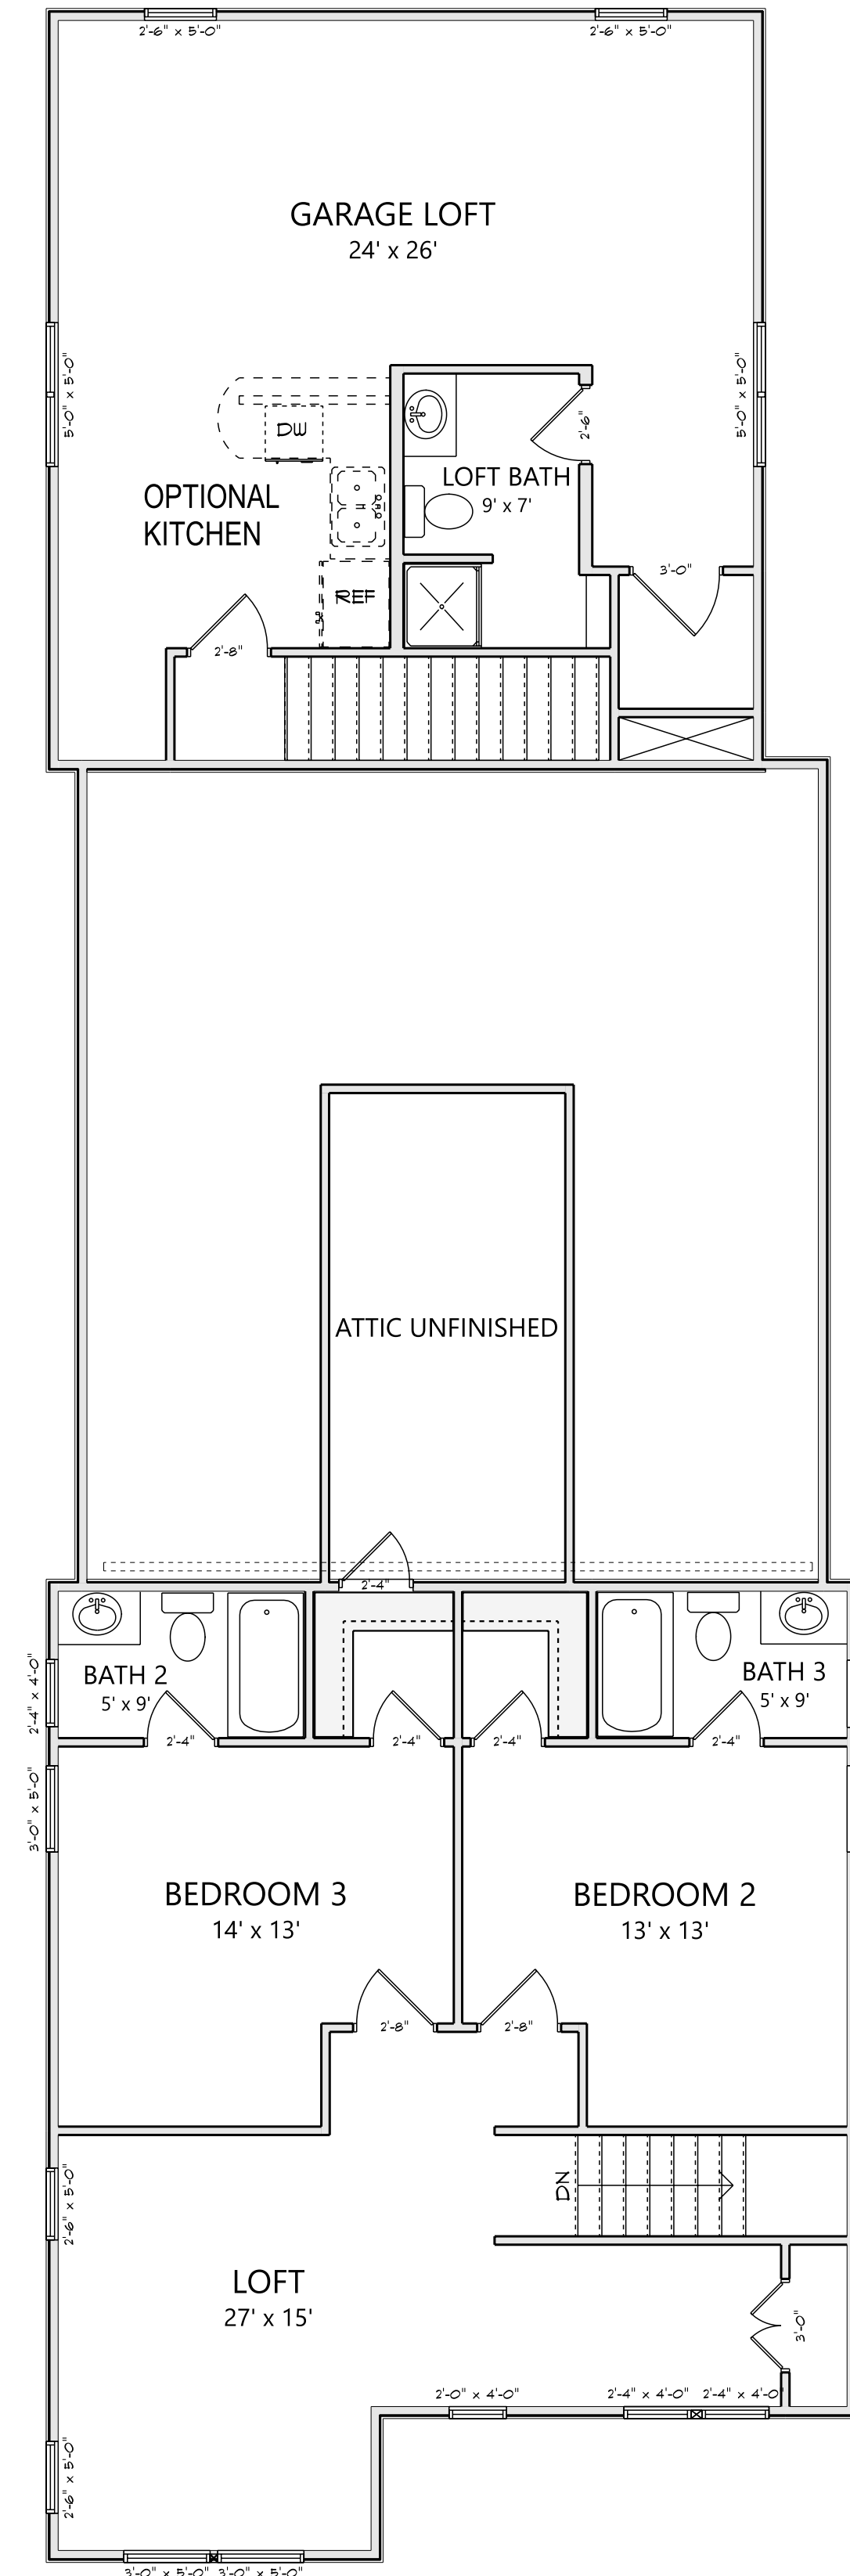 2'-6" x 5'-0"
2'-6" x 5'-0"
GARAGE LOFT
24' x 26'
5'-0" x 5'-0"
5'-0" x 5'-0"
DW
2'-6"
LOFT BATH
9' x 7'
OPTIONAL
KITCHEN
REF
3'-0"
2'-8"
ATTIC UNFINISHED
2'-4"
BATH 2
5' x 9'
BATH 3
5' x 9'
2'-4" x 4'-0"
2'-4"
2'-4"
2'-4"
2'-4"
3'-0" x 5'-0"
BEDROOM 3
14' x 13'
BEDROOM 2
13' x 13'
2'-8"
2'-8"
2'-6" x 5'-0"
DN
LOFT
27' x 15'
3'-0"
2'-0" x 4'-0"
2'-4" x 4'-0"
2'-4" x 4'-0"
2'-6" x 5'-0"
3'-0" x 5'-0"
3'-0" x 5'-0"